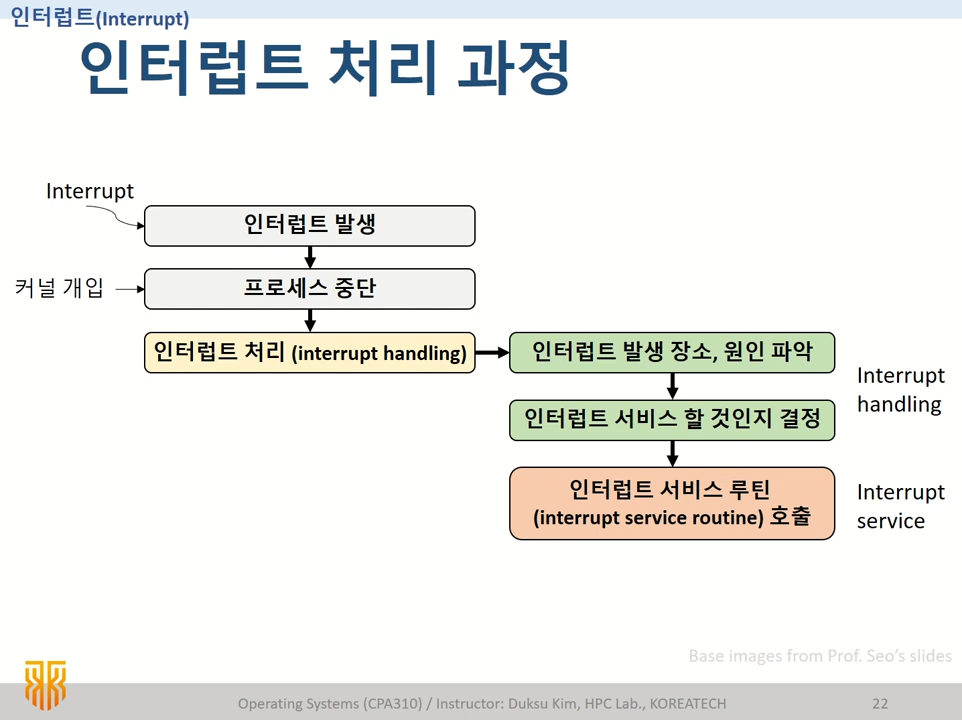 인터럽트(Interrupt)
인터럽트 처리 과정
Interrupt
인터럽트 발생
커널 개입
프로세스 중단
인터럽트 처리 (interrupt handling)
인터럽트 발생 장소, 원인 파악
인터럽트 서비스 할 것인지 결정
Interrupt
handling
인터럽트 서비스 루틴
(interrupt service routine) 호출
Interrupt
service
Base images from Prof. Seo’s slides
Operating Systems (CPA310) / Instructor: Duksu Kim, HPC Lab., KOREATECH
22